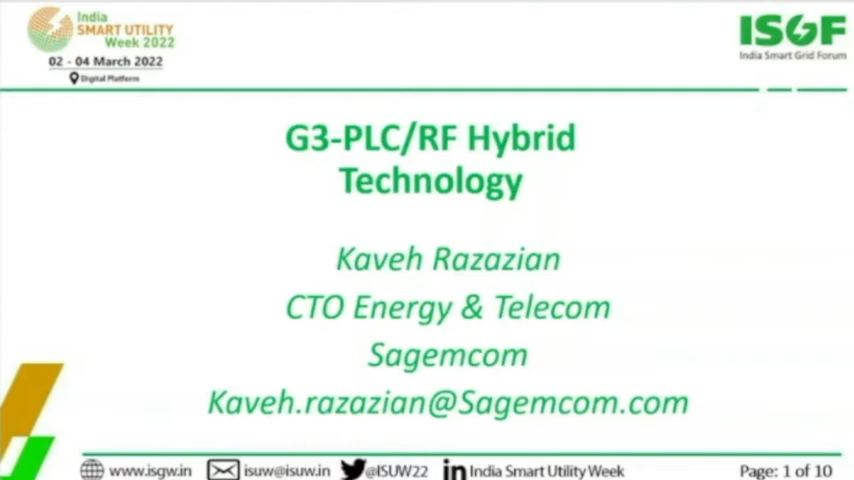 India
SMART UTILITY
Week 2022
02 - 04 March 2022
Digital Platform
ISGF
India Smart Grid Forum
G3-PLC/RF Hybrid
Technology
Kaveh Razazian
CTO Energy & Telecom
Sagemcom
Kaveh.razazian@Sagemcom.com
www.isgw.in isuw@isuw.in @ISUW22 in India Smart Utility Week Page: 1 of 10